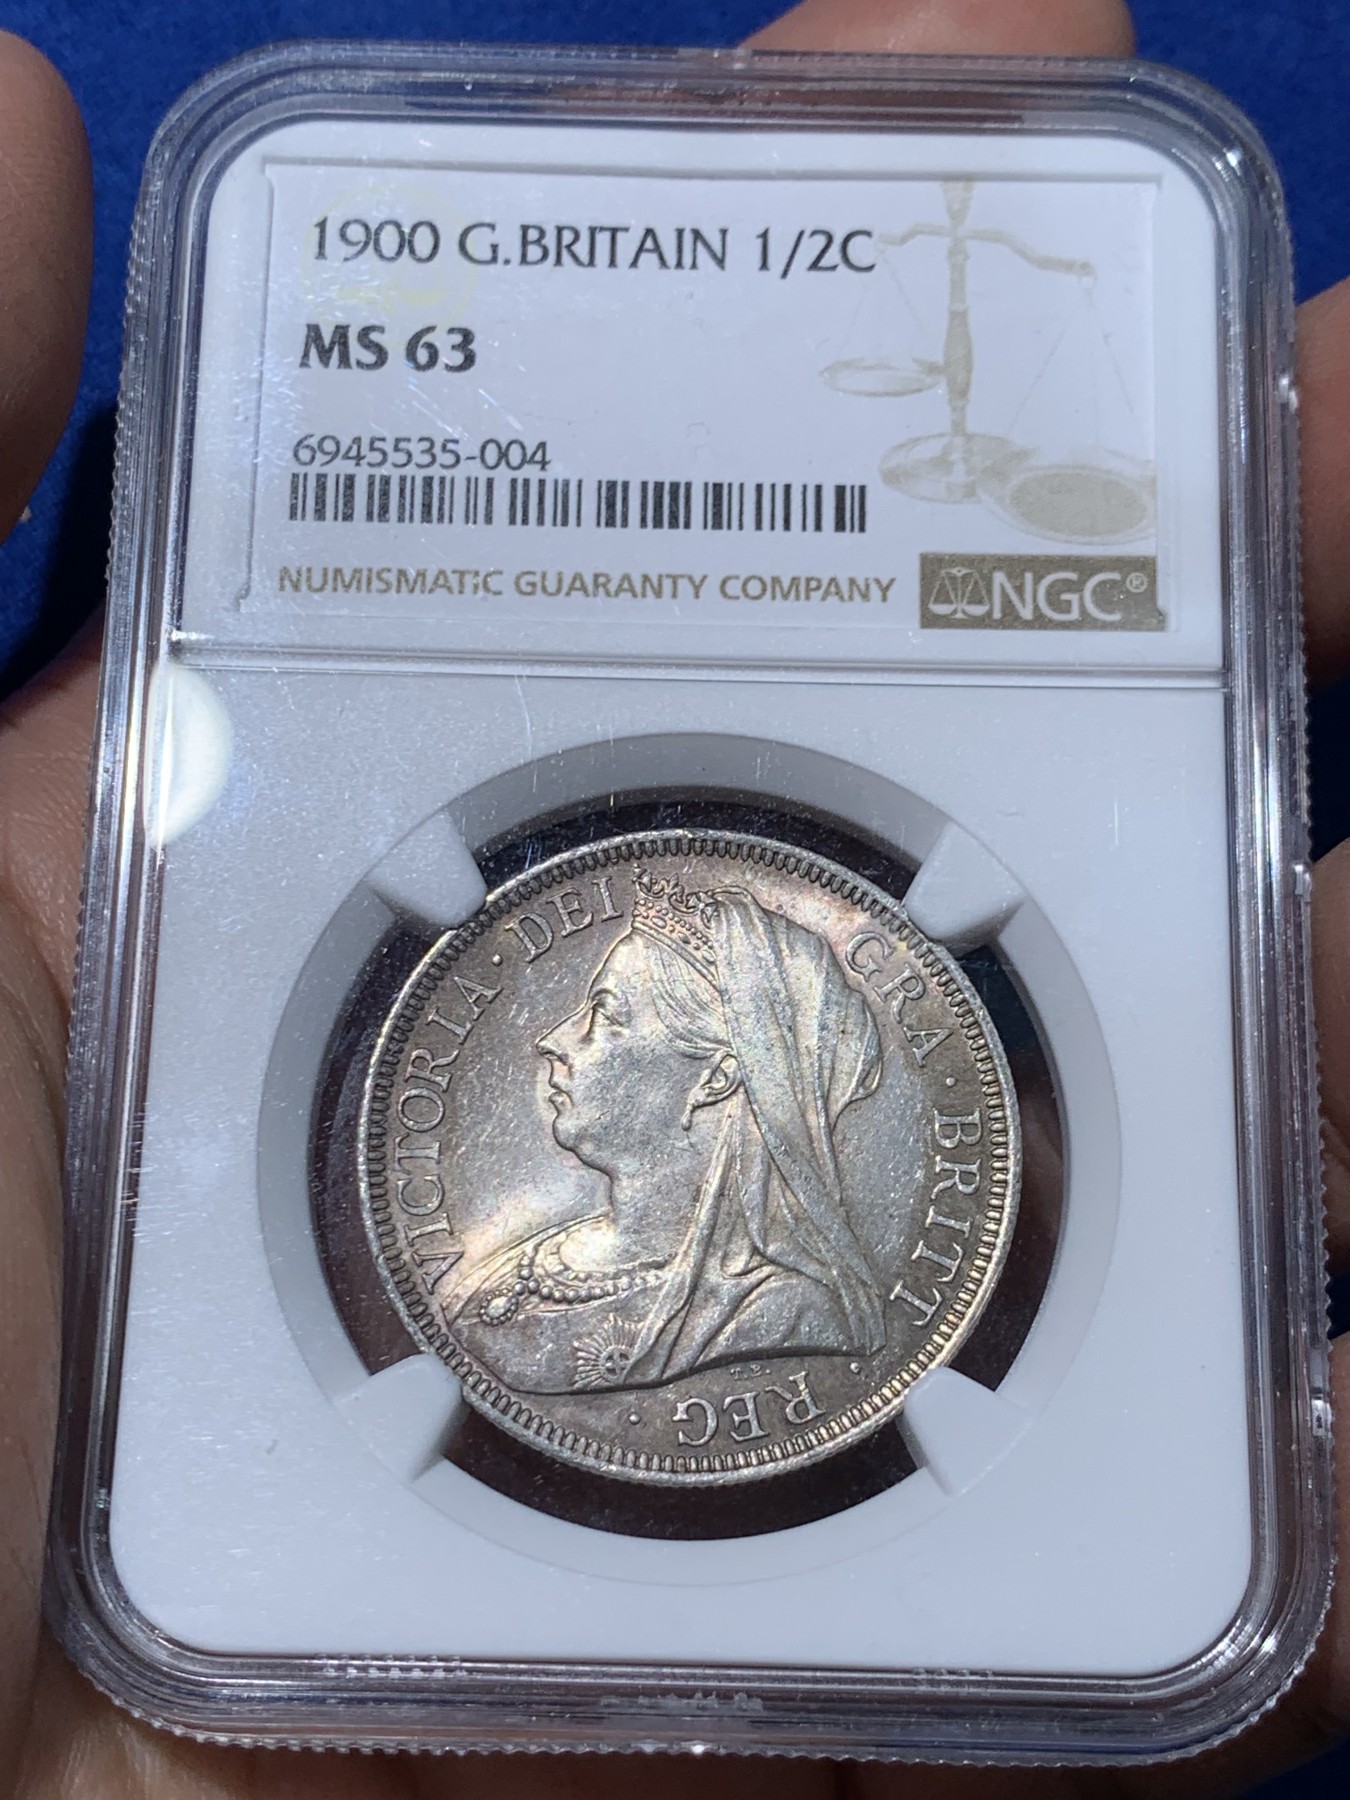 1900 G.BRITAIN 1/2C
MS 63
6945535-004
NUMISMATIC GUARANTY COMPANY
NGC®
VICTORIA · DEI GRA · BRITT · REG ·
T.B.